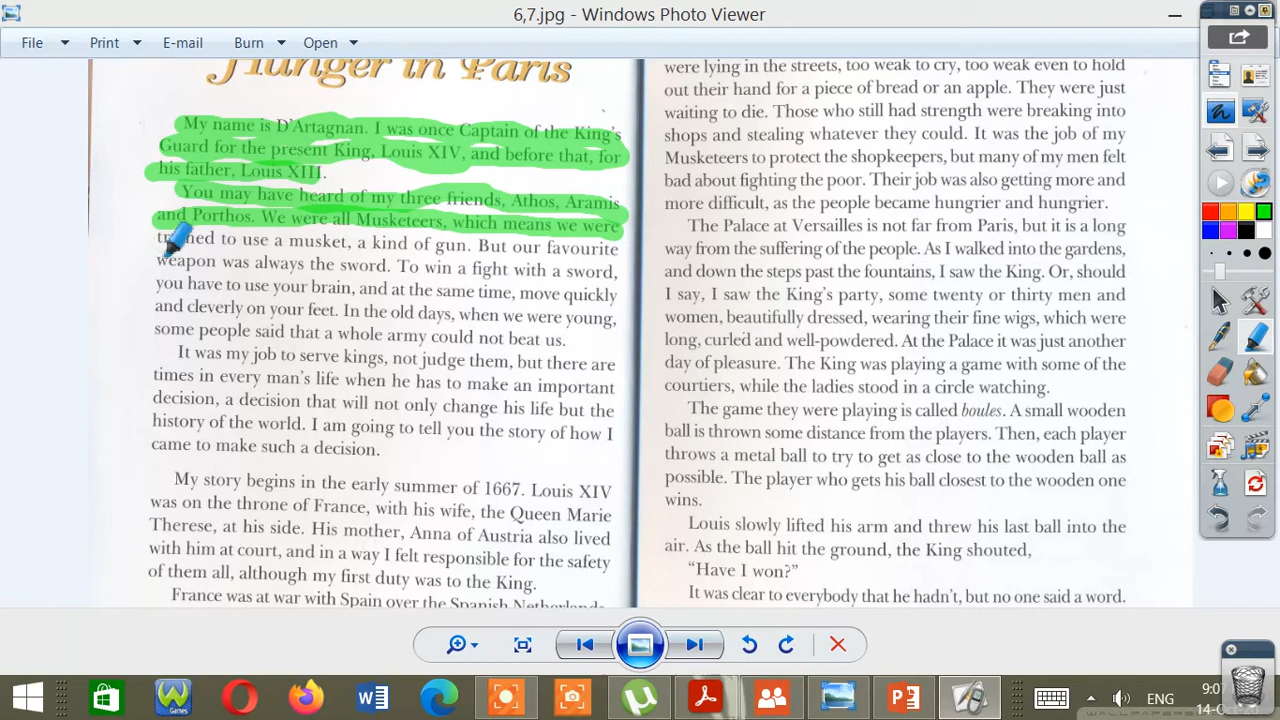 6,7.jpg - Windows Photo Viewer
File Print E-mail Burn Open
Hunger in Paris
My name is D'Artagnan. I was once Captain of the King's
Guard for the present King, Louis XIV, and before that, for
his father, Louis XIII.
You may have heard of my three friends, Athos, Aramis
and Porthos. We were all Musketeers, which means we were
to use a musket, a kind of gun. But our favourite
weapon was always the sword. To win a fight with a sword,
you have to use your brain, and at the same time, move quickly
and cleverly on your feet. In the old days, when we were young,
some people said that a whole army could not beat us.
It was my job to serve kings, not judge them, but there are
times in every man's life when he has to make an important
decision, a decision that will not only change his life but the
history of the world. I am going to tell you the story of how I
came to make such a decision.
My story begins in the early summer of 1667. Louis XIV
was on the throne of France, with his wife, the Queen Marie
Therese, at his side. His mother, Anna of Austria also lived
with him at court, and in a way I felt responsible for the safety
of them all, although my first duty was to the King.
France was at war with Spain over the Spanish Netherlands
were lying in the streets, too weak to cry, too weak even to hold
out their hand for a piece of bread or an apple. They were just
waiting to die. Those who still had strength were breaking into
shops and stealing whatever they could. It was the job of my
Musketeers to protect the shopkeepers, but many of my men felt
bad about fighting the poor. Their job was also getting more and
more difficult, as the people became hungrier and hungrier.
The Palace at Versailles is not far from Paris, but it is a long
way from the suffering of the people. As I walked into the gardens,
and down the steps past the fountains, I saw the King. Or, should
I say, I saw the King's party, some twenty or thirty men and
women, beautifully dressed, wearing their fine wigs, which were
long, curled and well-powdered. At the Palace it was just another
day of pleasure. The King was playing a game with some of the
courtiers, while the ladies stood in a circle watching.
The game they were playing is called boules. A small wooden
ball is thrown some distance from the players. Then, each player
throws a metal ball to try to get as close to the wooden ball as
possible. The player who gets his ball closest to the wooden one
wins.
Louis slowly lifted his arm and threw his last ball into the
air. As the ball hit the ground, the King shouted,
"Have I won?"
It was clear to everybody that he hadn't, but no one said a word.
Games
ENG
9:07